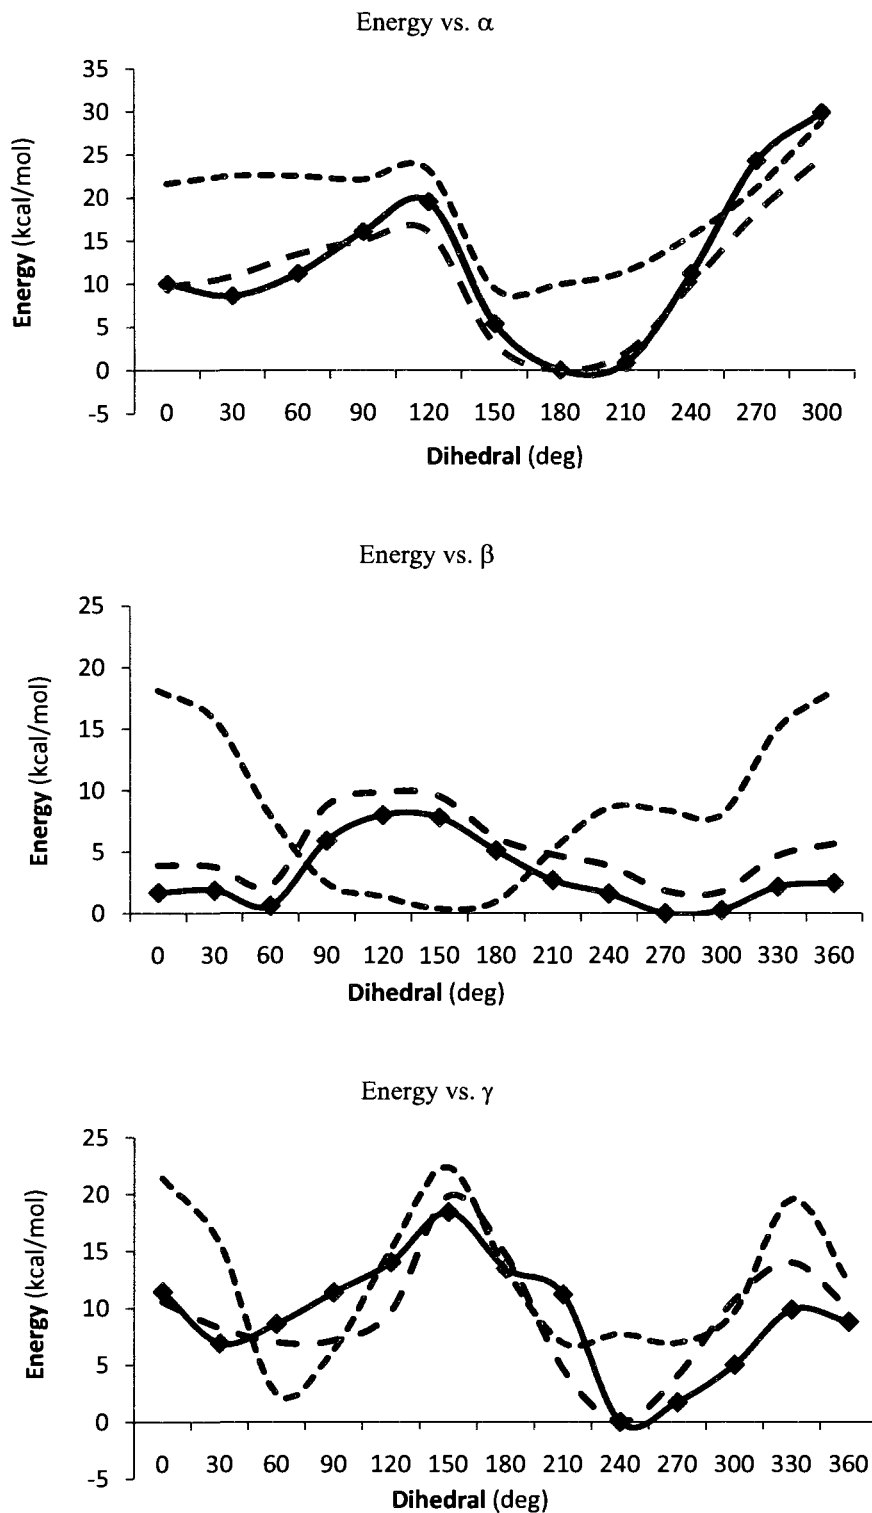 Energy vs. α
35
30
25
20
15
10
5
0
-5
Energy (kcal/mol)
0 30 60 90 120 150 180 210 240 270 300
Dihedral (deg)
Energy vs. β
25
20
15
10
5
0
Energy (kcal/mol)
0 30 60 90 120 150 180 210 240 270 300 330 360
Dihedral (deg)
Energy vs. γ
25
20
15
10
5
0
-5
Energy (kcal/mol)
0 30 60 90 120 150 180 210 240 270 300 330 360
Dihedral (deg)